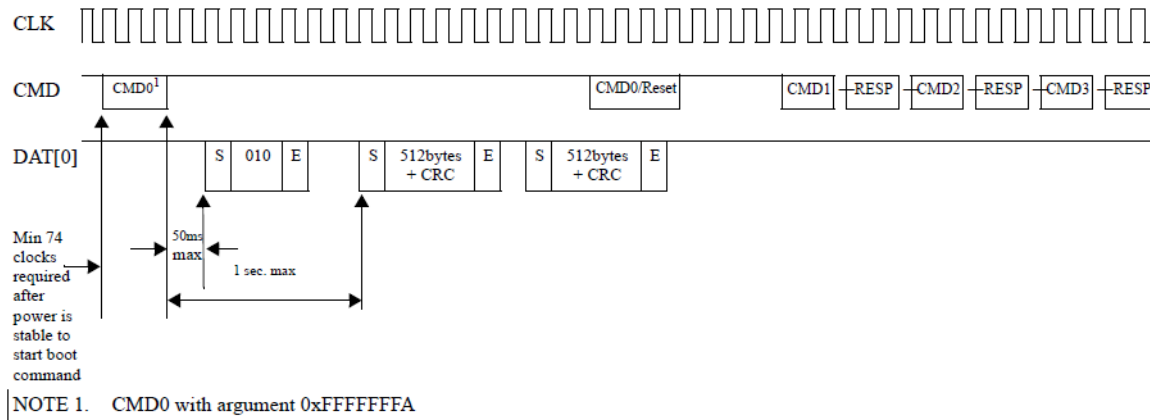 CLK
CMD CMD0¹ CMD0/Reset CMD1 RESP CMD2 RESP CMD3 RESP
DAT[0] S 010 E S 512bytes + CRC E S 512bytes + CRC E
50ms max
1 sec. max
Min 74
clocks
required
after
power is
stable to
start boot
command
NOTE 1. CMD0 with argument 0xFFFFFFFA